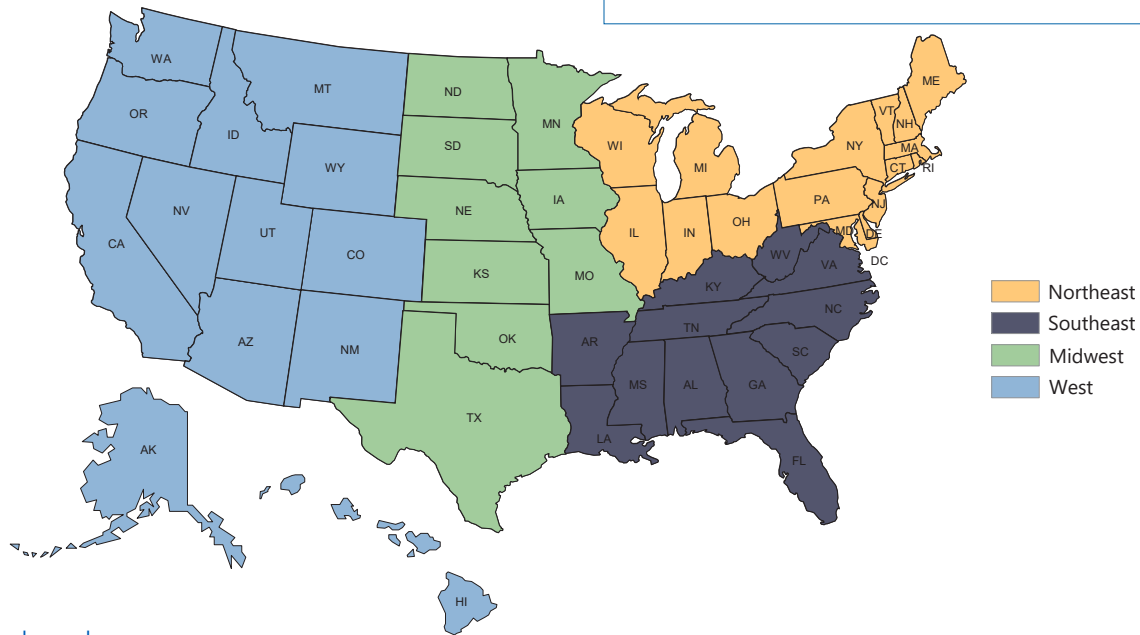 WA
MT
ND
MN
ME
OR
ID
SD
WI
MI
NY
VT
NH
MA
CT
RI
WY
NE
IA
PA
NJ
NV
UT
CO
IL
IN
OH
MD
DE
DC
CA
KS
MO
WV
VA
KY
AZ
NM
OK
AR
TN
NC
SC
TX
MS
AL
GA
LA
FL
AK
HI
Northeast
Southeast
Midwest
West